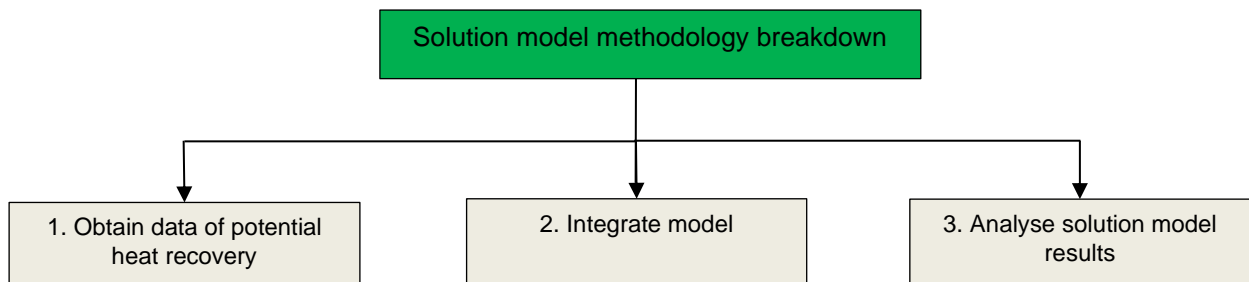 Solution model methodology breakdown
1. Obtain data of potential
heat recovery
2. Integrate model
3. Analyse solution model
results